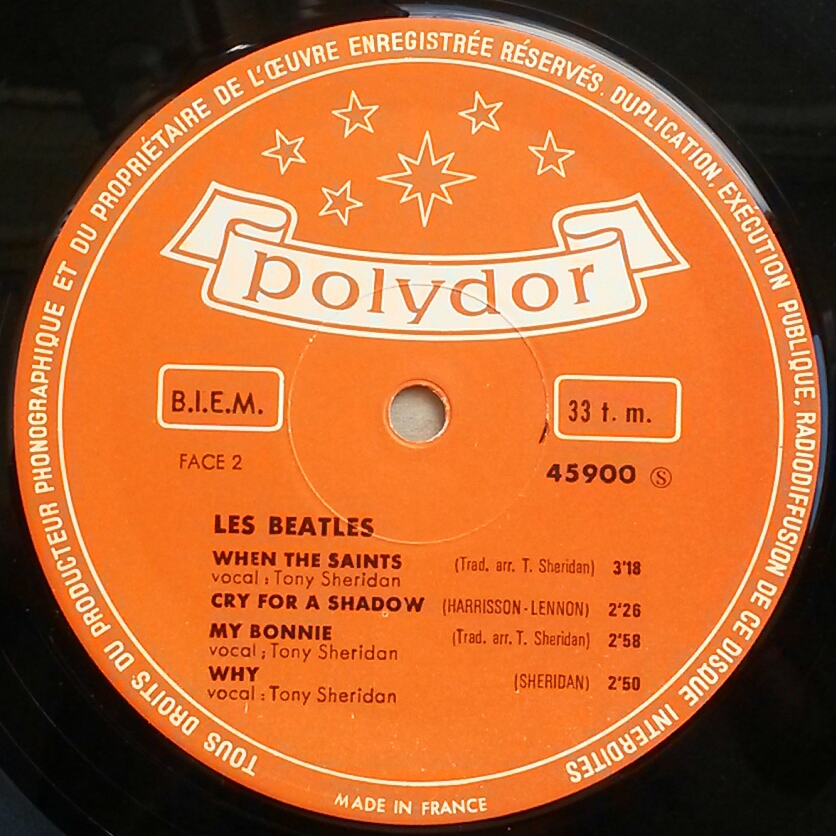 TOUS DROITS DU PRODUCTEUR PHONOGRAPHIQUE ET DU PROPRIÉTAIRE DE L'ŒUVRE ENREGISTRÉE RÉSERVÉS. DUPLICATION, EXÉCUTION PUBLIQUE, RADIODIFFUSION DE CE DISQUE INTERDITES
polydor
B.I.E.M.
33 t. m.
FACE 2
45900 Ⓢ
LES BEATLES
WHEN THE SAINTS (Trad. arr. T. Sheridan) 3'18
vocal : Tony Sheridan
CRY FOR A SHADOW (HARRISSON - LENNON) 2'26
MY BONNIE (Trad. arr. T. Sheridan) 2'58
vocal ; Tony Sheridan
WHY (SHERIDAN) 2'50
vocal : Tony Sheridan
MADE IN FRANCE